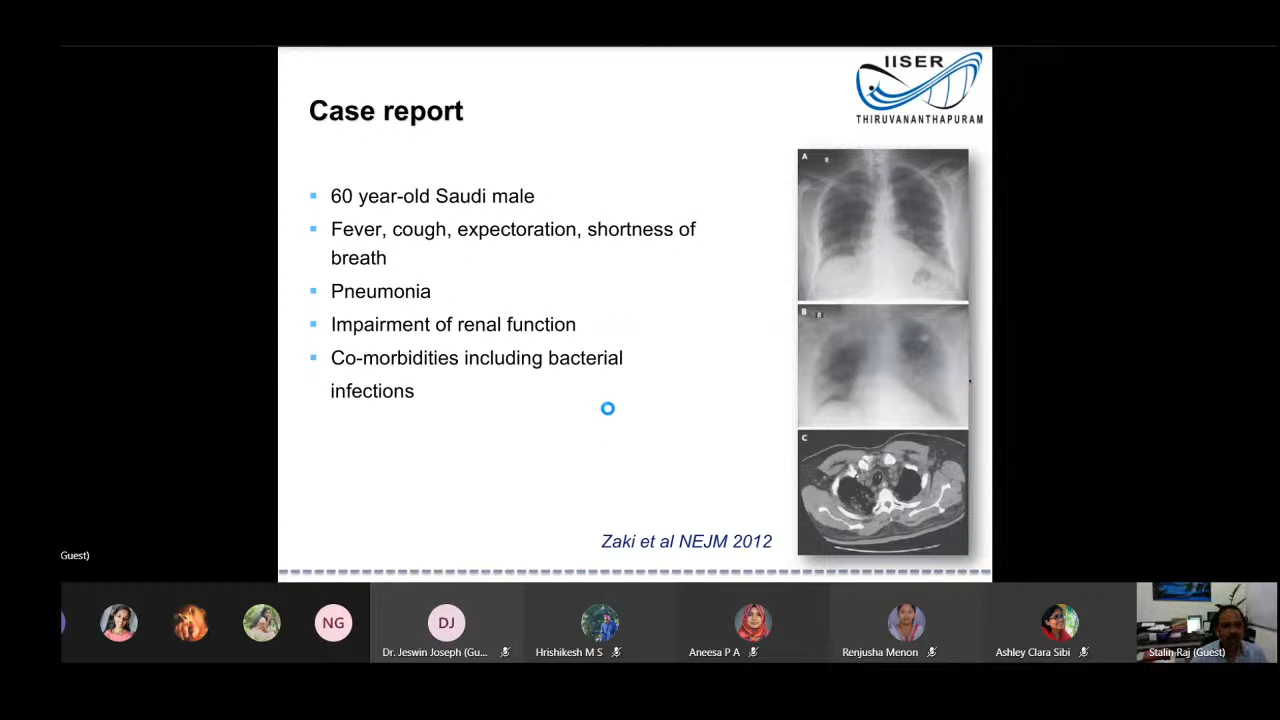 IISER
THIRUVANANTHAPURAM
Case report
60 year-old Saudi male
Fever, cough, expectoration, shortness of
breath
Pneumonia
Impairment of renal function
Co-morbidities including bacterial
infections
A
R
B
R
C
Zaki et al NEJM 2012
Guest)
NG
DJ
Dr. Jeswin Joseph (Gu...
Hrishikesh M S
Aneesa P A
Renjusha Menon
Ashley Clara Sibi
Stalin Raj (Guest)